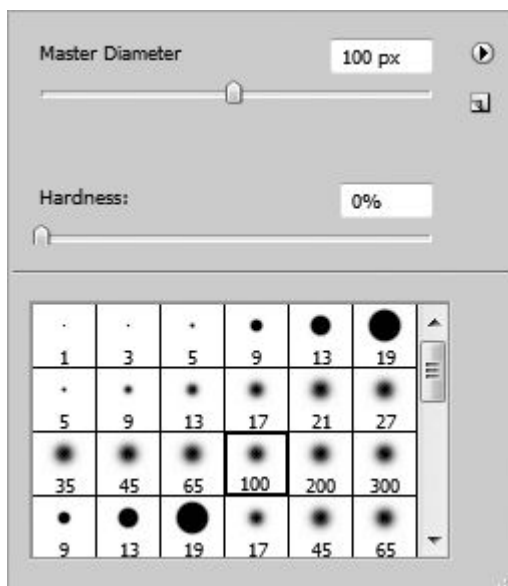 Master Diameter 100 px
Hardness: 0%
1 3 5 9 13 19
5 9 13 17 21 27
35 45 65 100 200 300
9 13 19 17 45 65